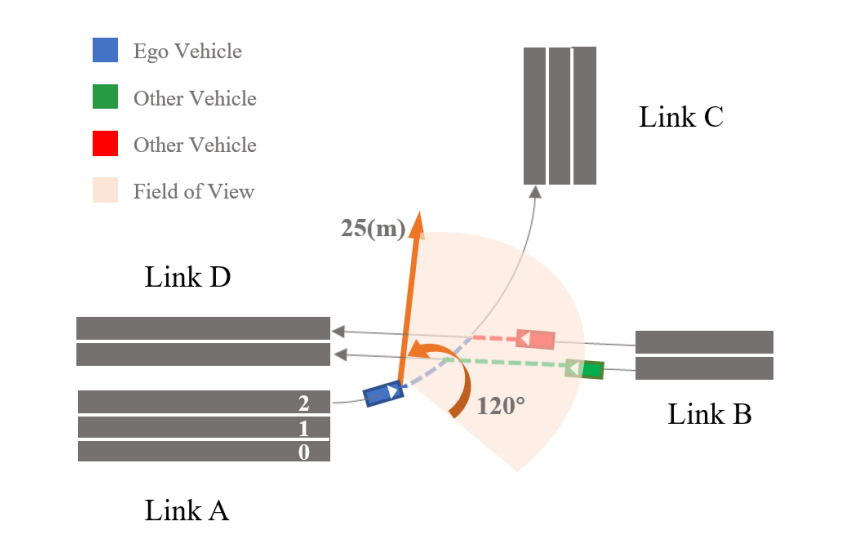 Ego Vehicle
Other Vehicle
Other Vehicle
Field of View
Link C
25(m)
Link D
2
1
0
120°
Link B
Link A